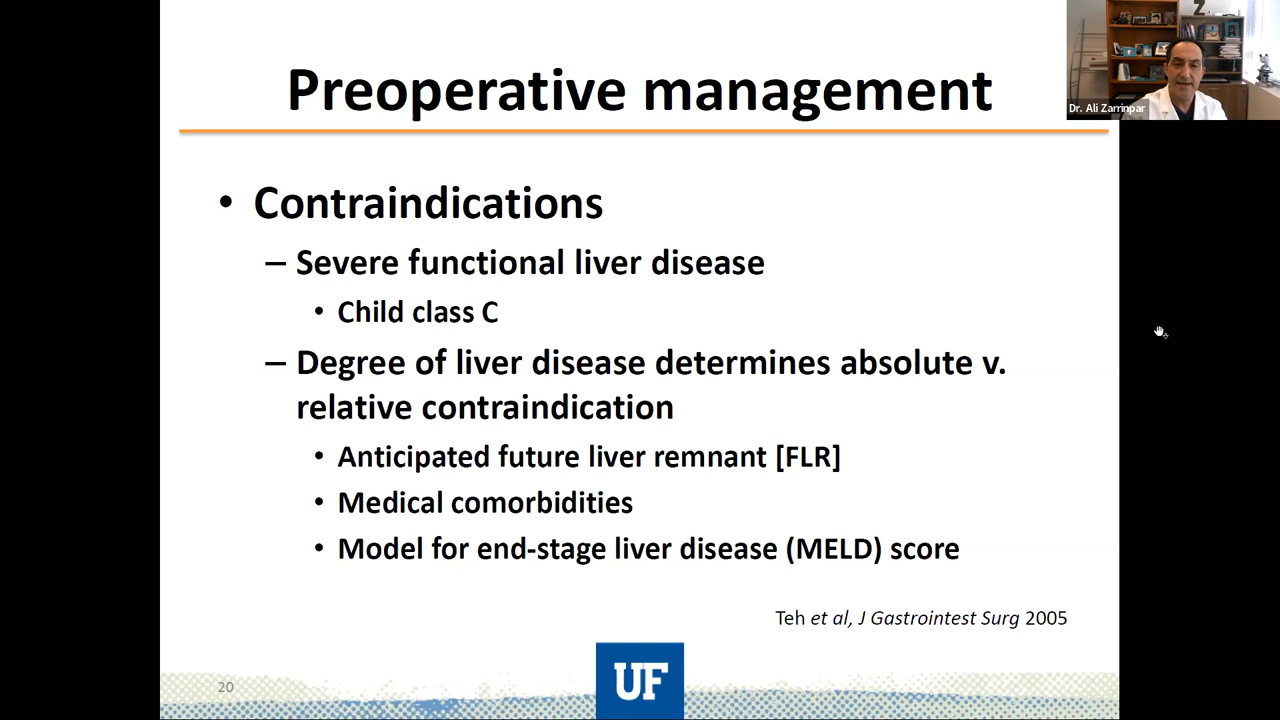 Preoperative management
Dr. Ali Zarrinpar
• Contraindications
– Severe functional liver disease
• Child class C
– Degree of liver disease determines absolute v.
relative contraindication
• Anticipated future liver remnant [FLR]
• Medical comorbidities
• Model for end-stage liver disease (MELD) score
Teh et al, J Gastrointest Surg 2005
20
UF